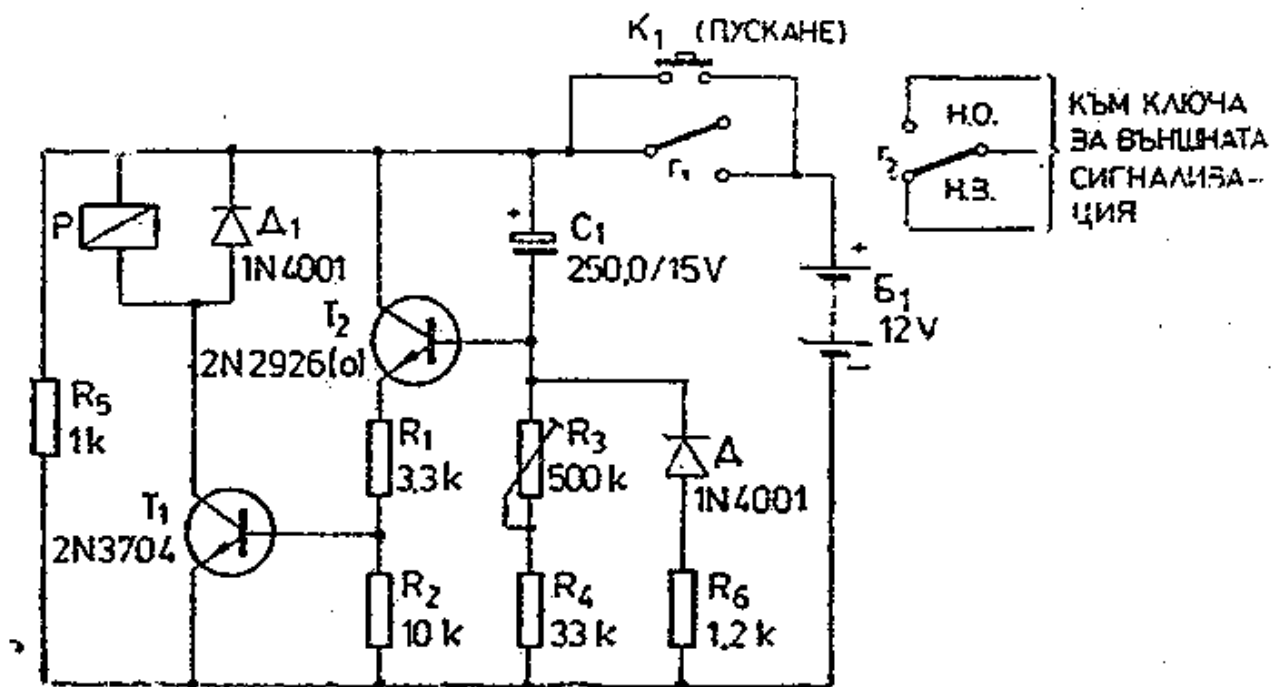 K1 (ПУСКАНЕ)
Н.О.
r2
Н.З.
КЪМ КЛЮЧА
ЗА ВЪНШНАТА
СИГНАЛИЗА-
ЦИЯ
r1
P
Д1
1N4001
+
C1
250,0/15V
+
Б1
12V
−
T2
2N2926(o)
R5
1k
R1
3,3k
R3
500k
Д
1N4001
T1
2N3704
R2
10k
R4
33k
R6
1,2k